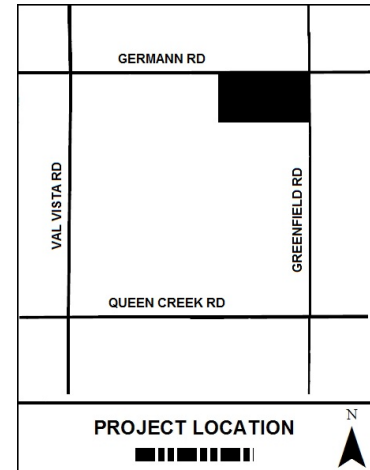 GERMANN RD
VAL VISTA RD
GREENFIELD RD
QUEEN CREEK RD
PROJECT LOCATION
N